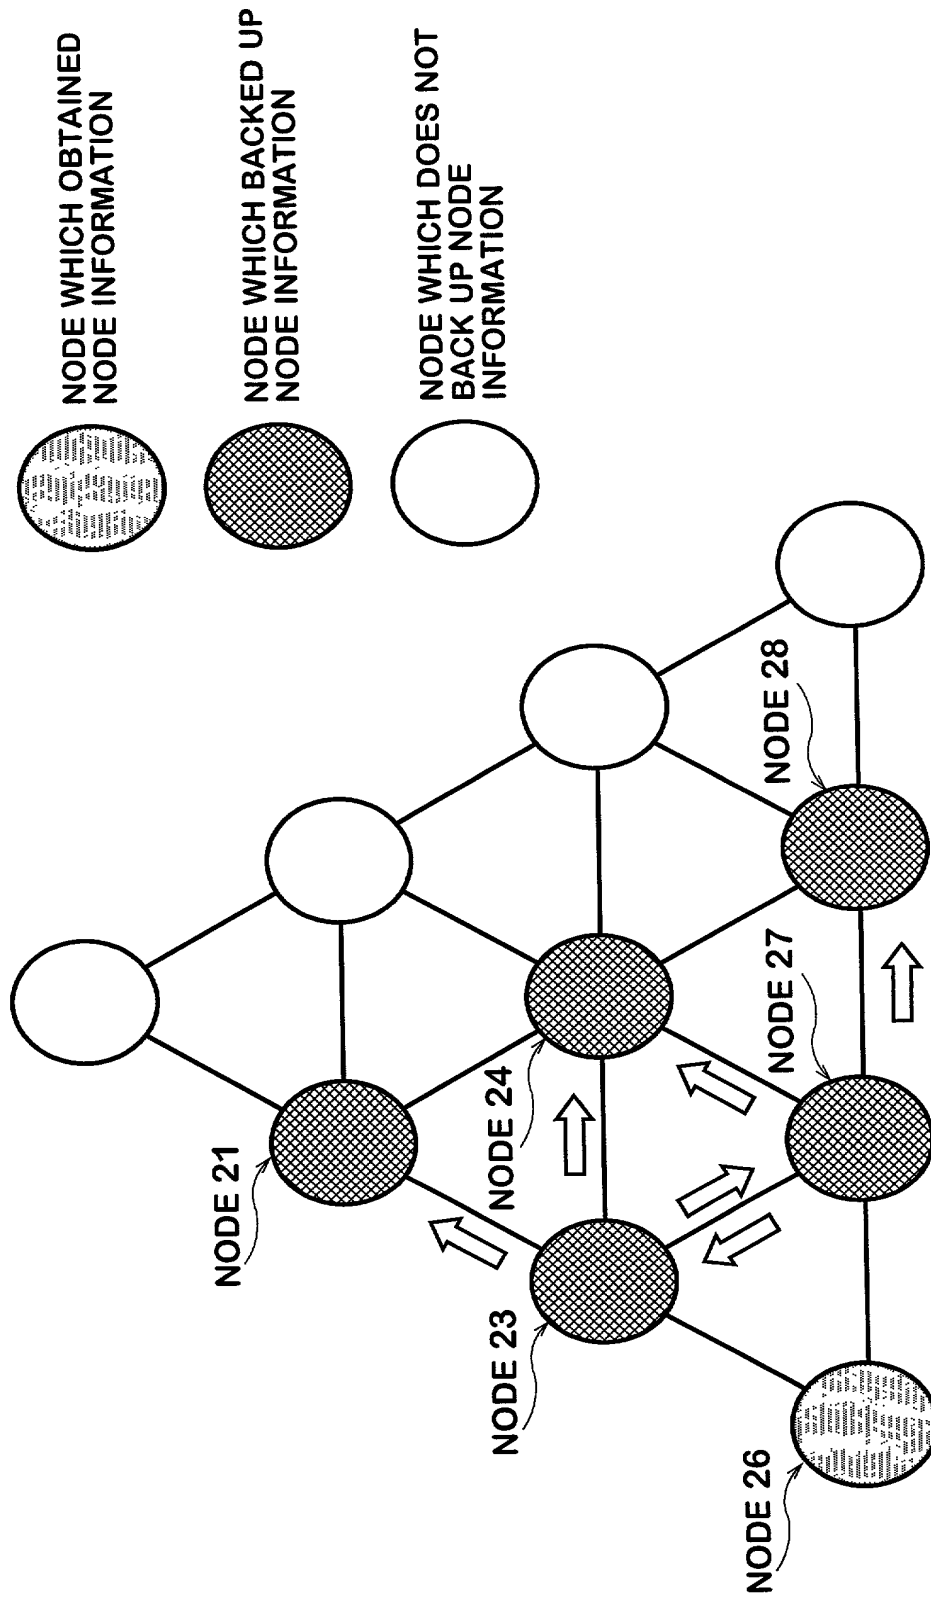 NODE WHICH OBTAINED
NODE INFORMATION
NODE WHICH BACKED UP
NODE INFORMATION
NODE WHICH DOES NOT
BACK UP NODE
INFORMATION
NODE 21
NODE 23
NODE 24
NODE 26
NODE 27
NODE 28